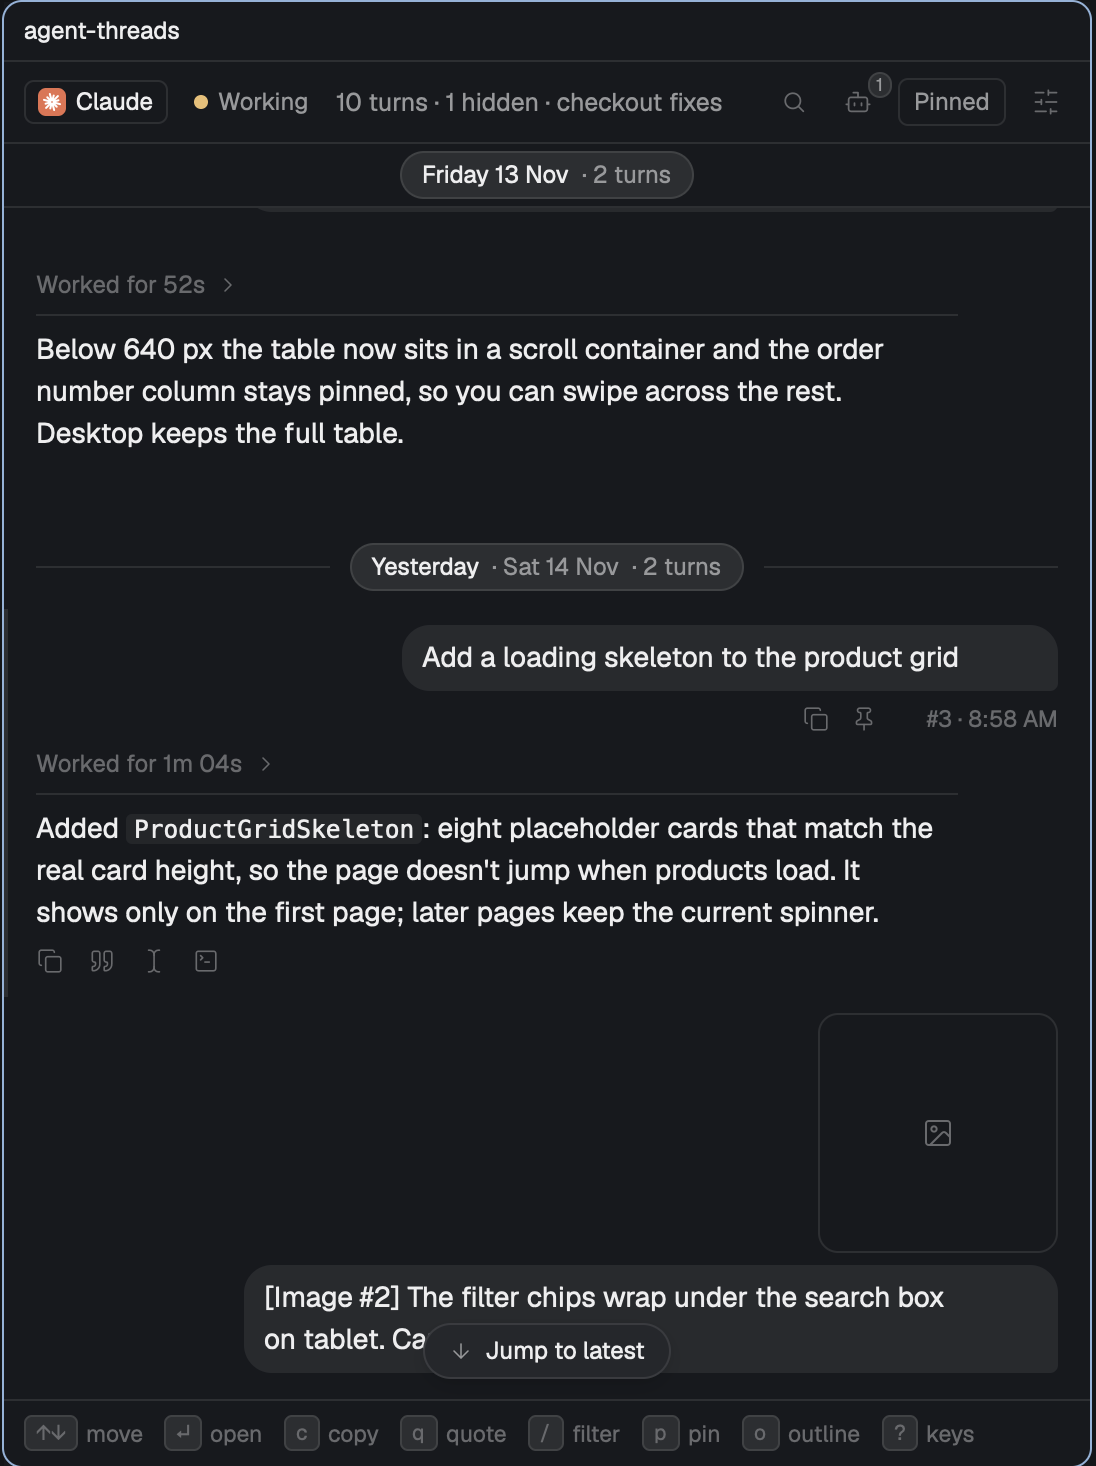 agent-threads
Claude Working 10 turns · 1 hidden · checkout fixes 1 Pinned
Friday 13 Nov · 2 turns
Worked for 52s
Below 640 px the table now sits in a scroll container and the order
number column stays pinned, so you can swipe across the rest.
Desktop keeps the full table.
Yesterday · Sat 14 Nov · 2 turns
Add a loading skeleton to the product grid
#3 · 8:58 AM
Worked for 1m 04s
Added ProductGridSkeleton: eight placeholder cards that match the
real card height, so the page doesn't jump when products load. It
shows only on the first page; later pages keep the current spinner.
[Image #2] The filter chips wrap under the search box
on tablet.
Jump to latest
↑↓ move ↵ open c copy q quote / filter p pin o outline ? keys